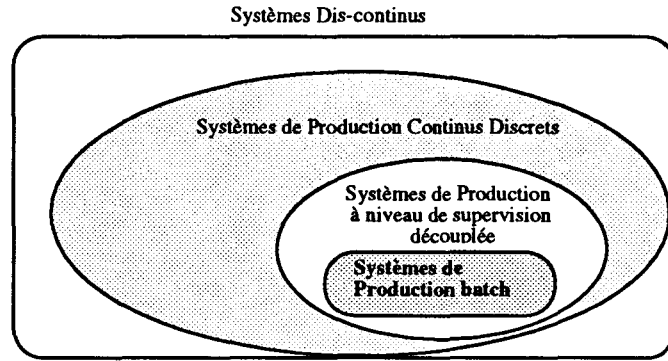 Systèmes Dis-continus
Systèmes de Production Continus Discrets
Systèmes de Production
à niveau de supervision
découplée
Systèmes de
Production batch